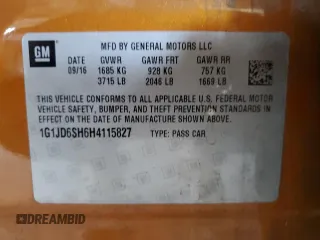 GM
MFD BY GENERAL MOTORS LLC
DATE GVWR GAWR FRT GAWR RR
09/16 1685 KG 928 KG 757 KG
3715 LB 2046 LB 1669 LB
THIS VEHICLE CONFORMS TO ALL APPLICABLE U.S. FEDERAL MOTOR
VEHICLE SAFETY, BUMPER, AND THEFT PREVENTION STANDARDS
IN EFFECT ON THE DATE OF MANUFACTURE SHOWN ABOVE.
1G1JD6SH6H4115827 TYPE: PASS CAR
DREAMBID